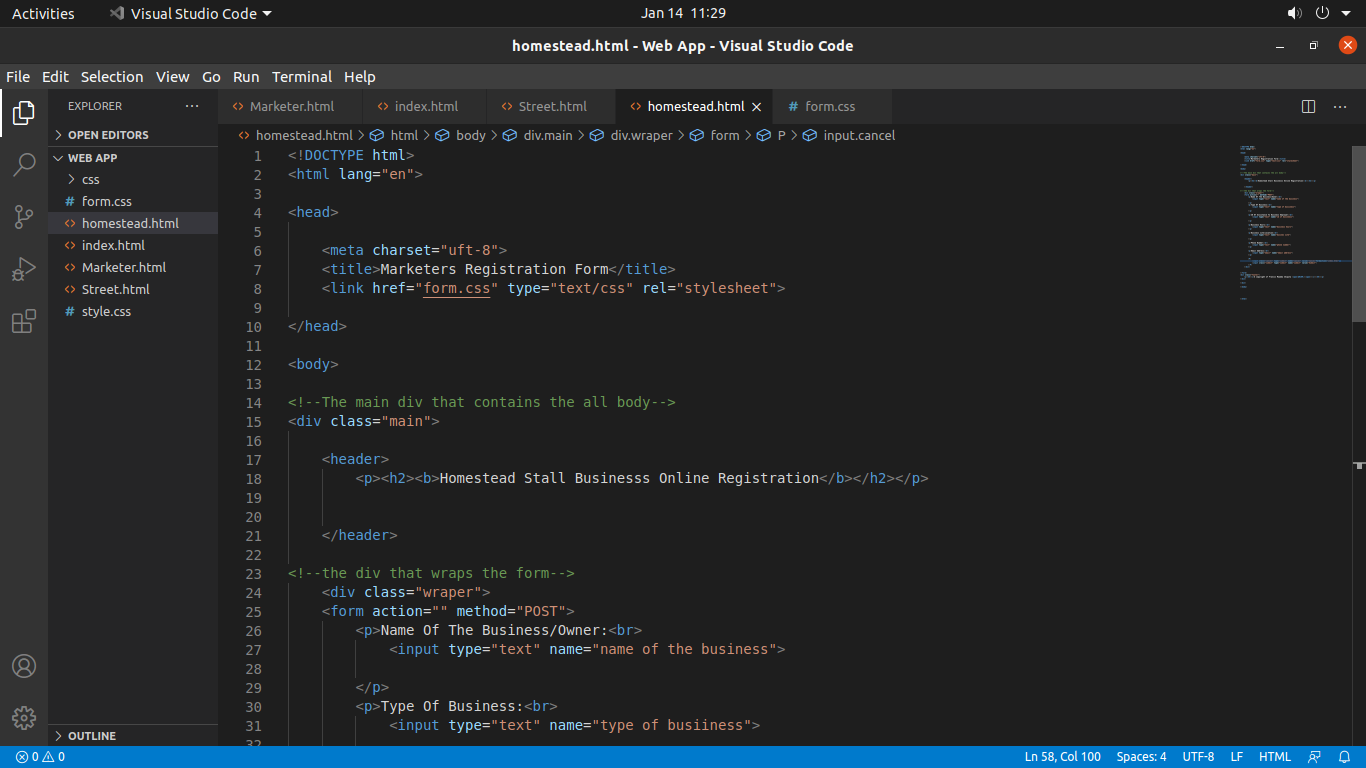 Activities Visual Studio Code Jan 14 11:29
homestead.html - Web App - Visual Studio Code
File Edit Selection View Go Run Terminal Help
EXPLORER
OPEN EDITORS
WEB APP
css
form.css
homestead.html
index.html
Marketer.html
Street.html
style.css
OUTLINE
Marketer.html index.html Street.html homestead.html form.css
homestead.html > html > body > div.main > div.wraper > form > P > input.cancel
1 <!DOCTYPE html>
2 <html lang="en">
3
4 <head>
5
6 <meta charset="uft-8">
7 <title>Marketers Registration Form</title>
8 <link href="form.css" type="text/css" rel="stylesheet">
9
10 </head>
11
12 <body>
13
14 <!--The main div that contains the all body-->
15 <div class="main">
16
17 <header>
18 <p><h2><b>Homestead Stall Businesss Online Registration</b></h2></p>
19
20
21 </header>
22
23 <!--the div that wraps the form-->
24 <div class="wraper">
25 <form action="" method="POST">
26 <p>Name Of The Business/Owner:<br>
27 <input type="text" name="name of the business">
28
29 </p>
30 <p>Type Of Business:<br>
31 <input type="text" name="type of busiiness">
32
0 0 Ln 58, Col 100 Spaces: 4 UTF-8 LF HTML